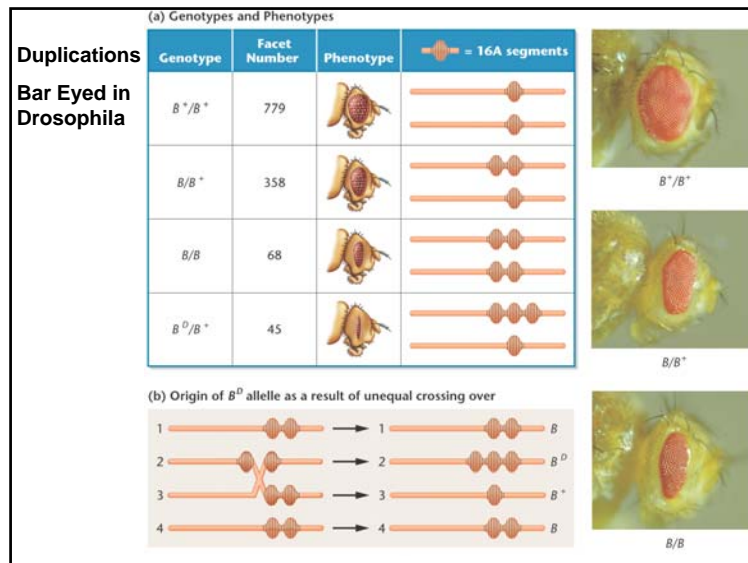 Duplications
Bar Eyed in
Drosophila
(a) Genotypes and Phenotypes
Genotype Facet Number Phenotype = 16A segments
B+/B+ 779
B/B+ 358
B/B 68
B^D/B+ 45
(b) Origin of B^D allele as a result of unequal crossing over
1 1 B
2 2 B^D
3 3 B+
4 4 B
B+/B+
B/B+
B/B